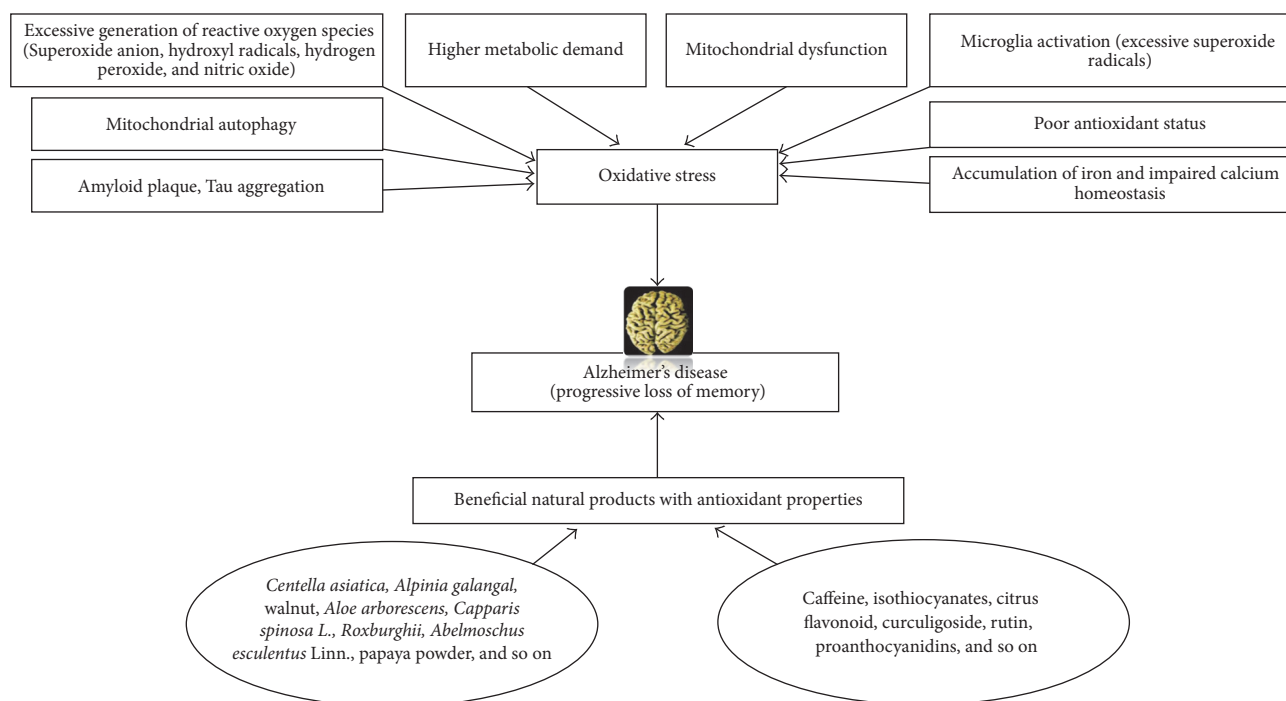 Excessive generation of reactive oxygen species
(Superoxide anion, hydroxyl radicals, hydrogen
peroxide, and nitric oxide)
Higher metabolic demand
Mitochondrial dysfunction
Microglia activation (excessive superoxide
radicals)
Mitochondrial autophagy
Poor antioxidant status
Amyloid plaque, Tau aggregation
Oxidative stress
Accumulation of iron and impaired calcium
homeostasis
Alzheimer's disease
(progressive loss of memory)
Beneficial natural products with antioxidant properties
Centella asiatica, Alpinia galangal,
walnut, Aloe arborescens, Capparis
spinosa L., Roxburghii, Abelmoschus
esculentus Linn., papaya powder, and so on
Caffeine, isothiocyanates, citrus
flavonoid, curculigoside, rutin,
proanthocyanidins, and so on